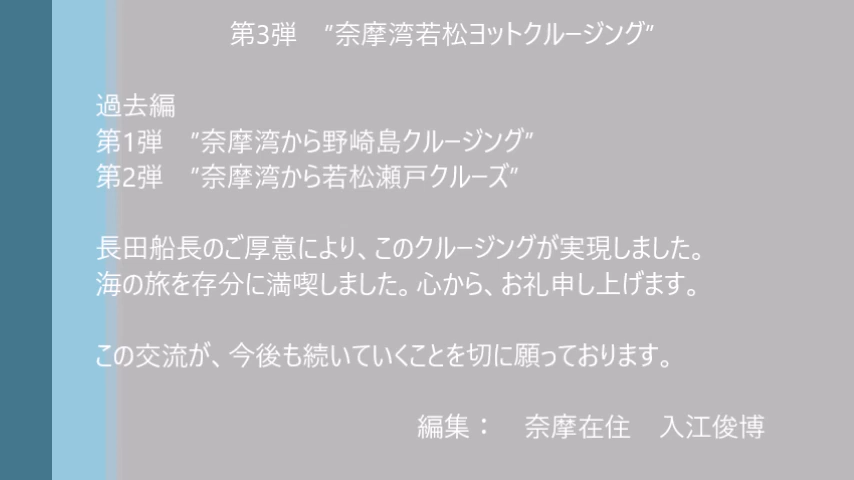 第3弾　”奈摩湾若松ヨットクルージング”
過去編
第1弾　”奈摩湾から野崎島クルージング”
第2弾　”奈摩湾から若松瀬戸クルーズ”
長田船長のご厚意により、このクルージングが実現しました。
海の旅を存分に満喫しました。心から、お礼申し上げます。
この交流が、今後も続いていくことを切に願っております。
編集：　奈摩在住　入江俊博